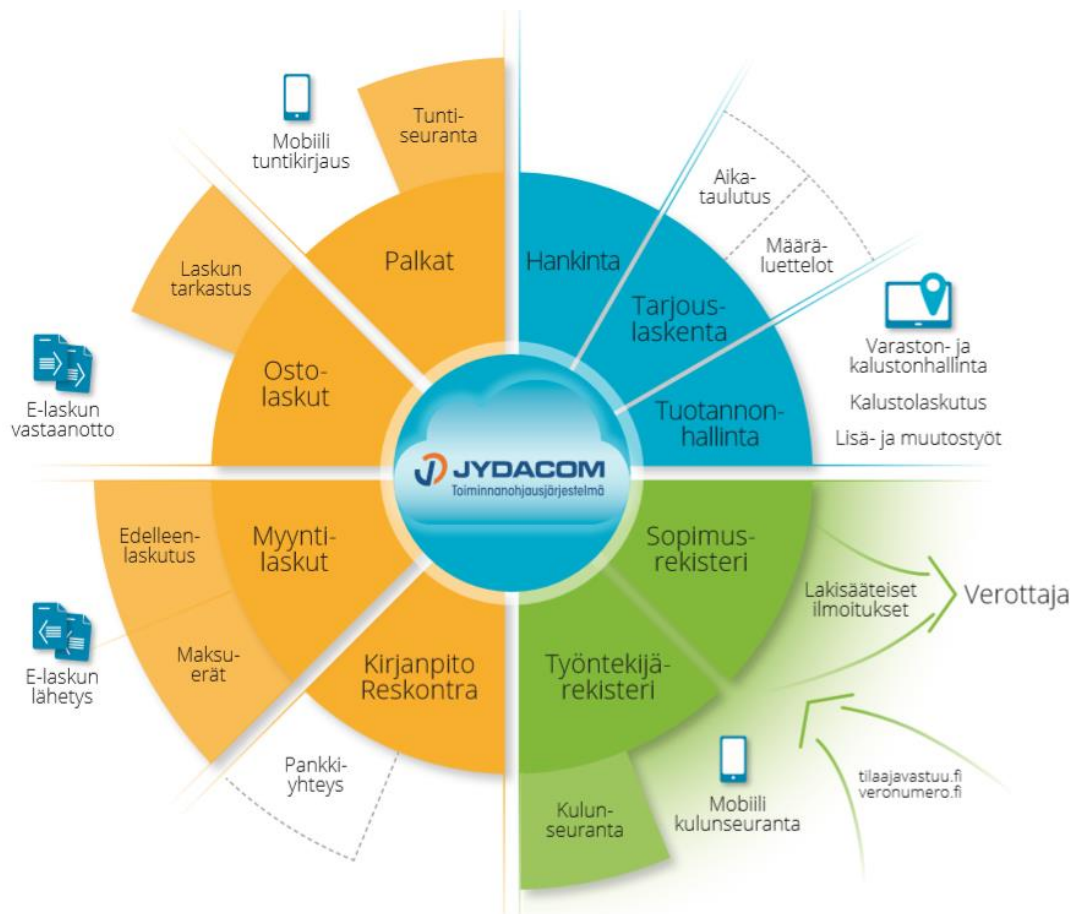 Tunti-
seuranta
Mobiili
tuntikirjaus
Palkat
Laskun
tarkastus
Osto-
laskut
E-laskun
vastaanotto
Hankinta
Aika-
taulutus
Määrä-
luettelot
Tarjous-
laskenta
Varaston- ja
kalustonhallinta
Kalustolaskutus
Lisä- ja muutostyöt
Tuotannon-
hallinta
JYDACOM
Toiminnanohjausjärjestelmä
Edelleen-
laskutus
Myynti-
laskut
E-laskun
lähetys
Maksu-
erät
Kirjanpito
Reskontra
Pankki-
yhteys
Sopimus-
rekisteri
Lakisääteiset
ilmoitukset
Verottaja
Työntekijä-
rekisteri
Kulun-
seuranta
Mobiili
kulunseuranta
tilaajavastuu.fi
veronumero.fi